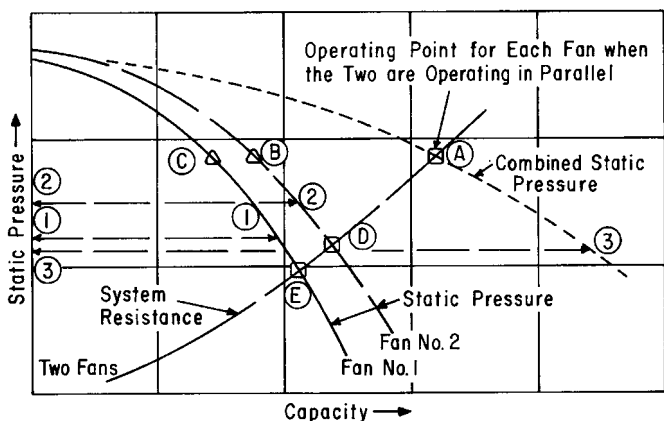 Operating Point for Each Fan when
the Two are Operating in Parallel
A
B
C
Combined Static
Pressure
2
1
3
2
1
D
3
E
System
Resistance
Static Pressure
Fan No. 2
Fan No. 1
Two Fans
Static Pressure
Capacity